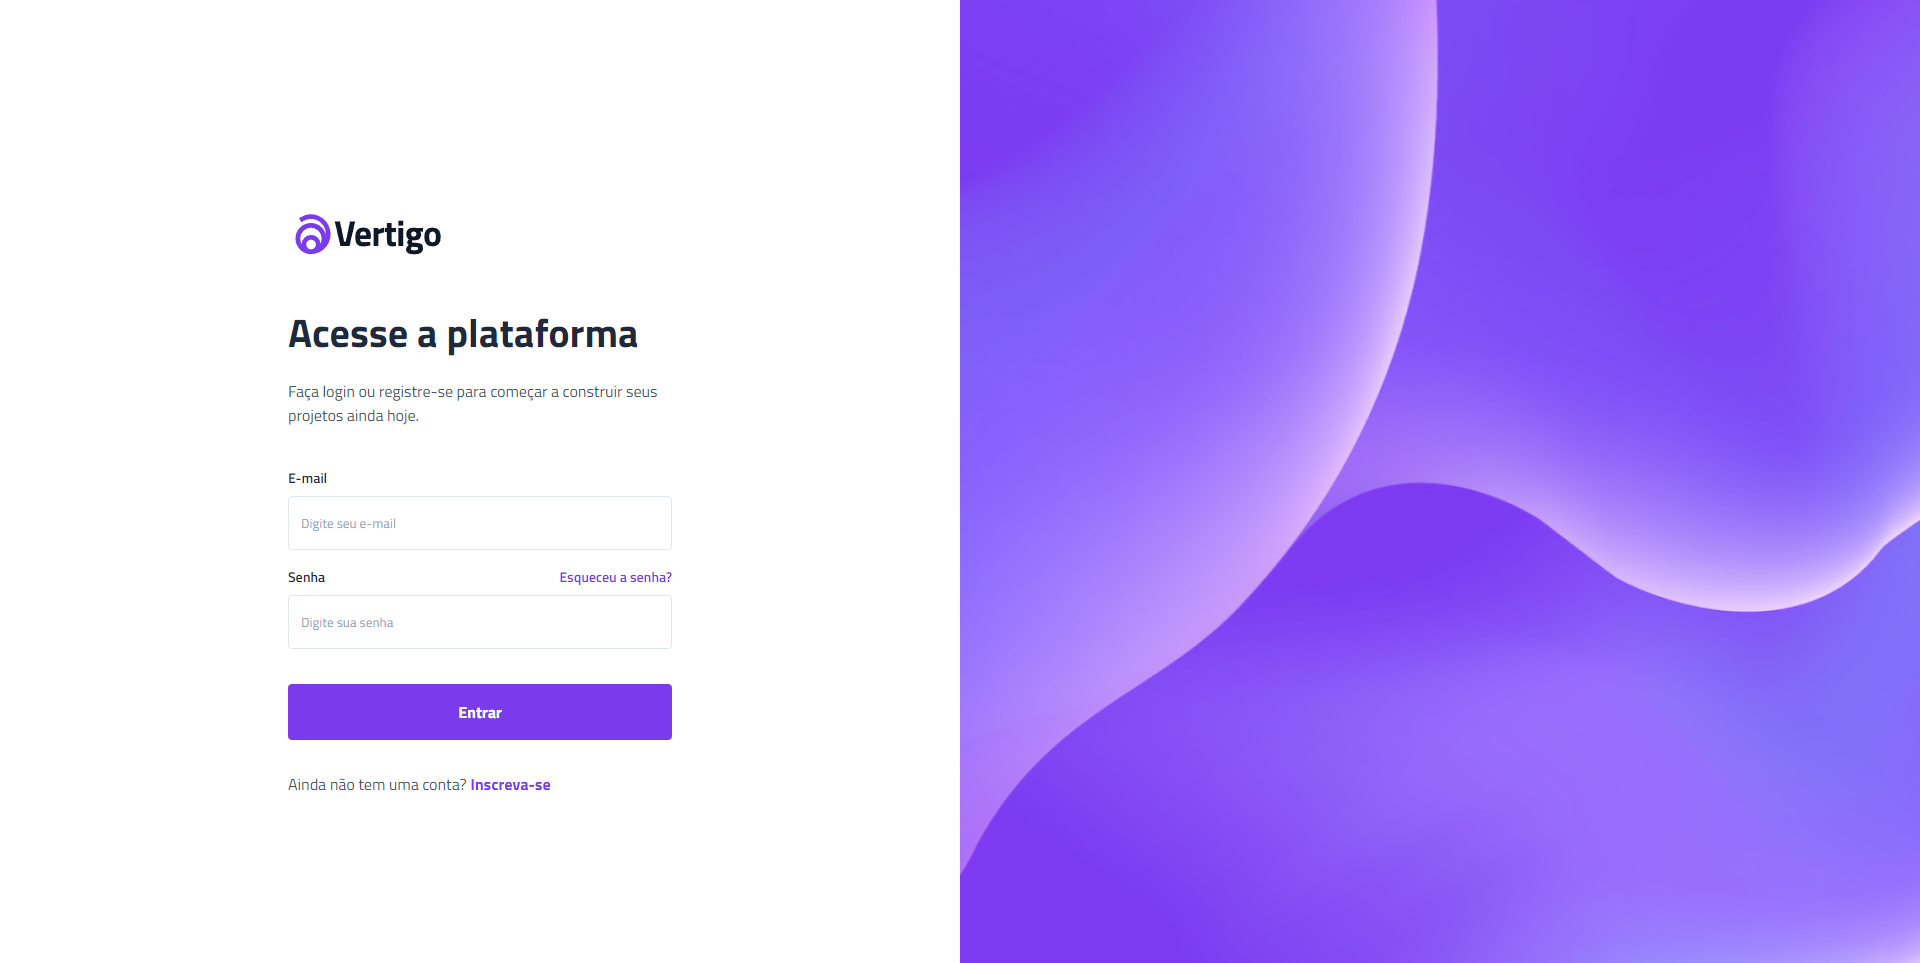 Vertigo
Acesse a plataforma
Faça login ou registre-se para começar a construir seus
projetos ainda hoje.
E-mail
Digite seu e-mail
Senha Esqueceu a senha?
Digite sua senha
Entrar
Ainda não tem uma conta? Inscreva-se